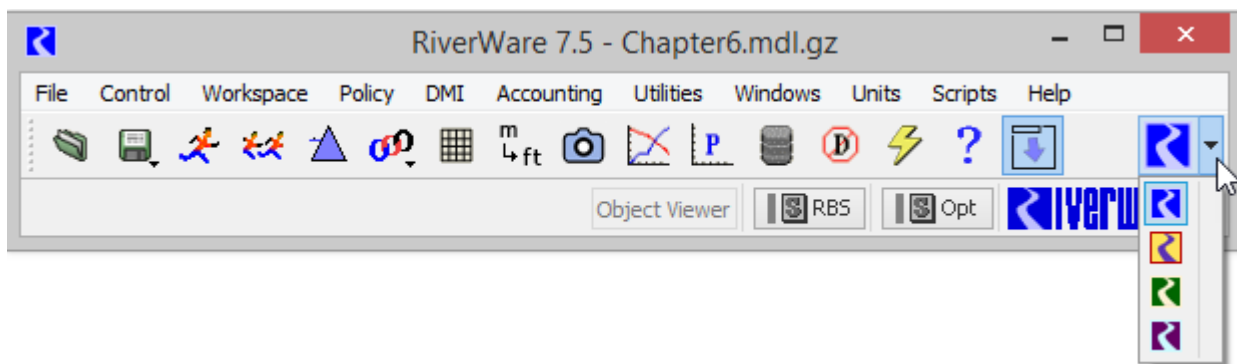 RiverWare 7.5 - Chapter6.mdl.gz
File Control Workspace Policy DMI Accounting Utilities Windows Units Scripts Help
m ft P D ?
Object Viewer S RBS S Opt RiverW